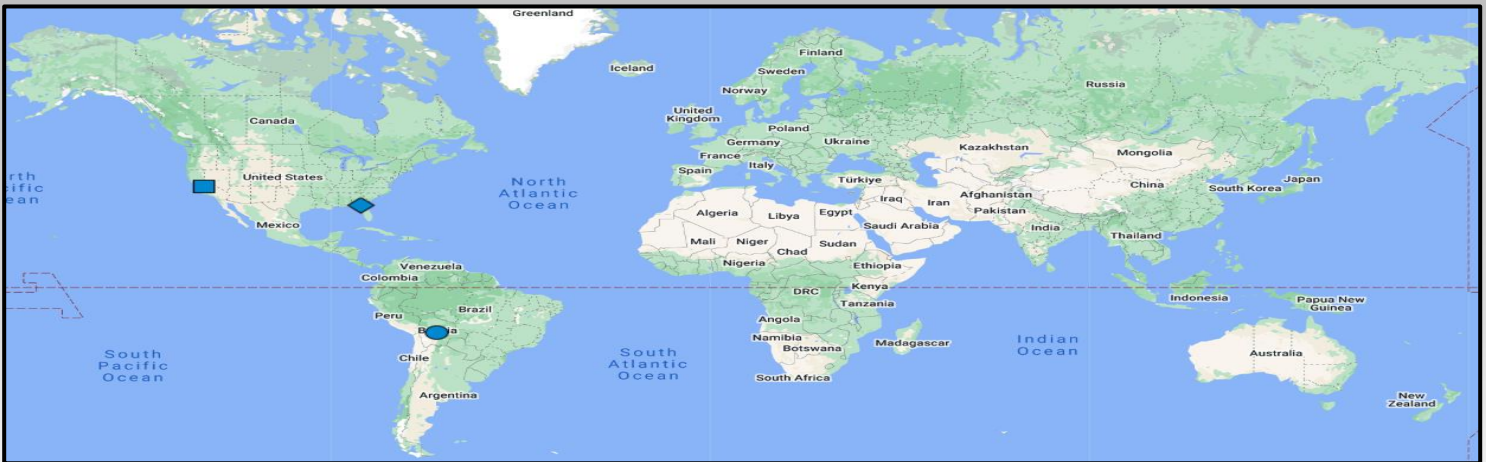 Greenland
Iceland
Finland
Sweden
Norway
Russia
Canada
United
Kingdom
Poland
Germany
Ukraine
France
Italy
Spain
Kazakhstan
Mongolia
United States
Türkiye
China
South Korea
Japan
North
Atlantic
Ocean
Afghanistan
Iraq
Iran
Pakistan
Algeria
Libya
Egypt
Saudi Arabia
India
Mexico
Mali
Niger
Chad
Sudan
Thailand
Nigeria
Ethiopia
Venezuela
Colombia
DRC
Kenya
Tanzania
Indonesia
Papua New
Guinea
Peru
Brazil
Angola
Namibia
Botswana
Madagascar
Indian
Ocean
Australia
South
Pacific
Ocean
Chile
South
Atlantic
Ocean
South Africa
Argentina
New
Zealand